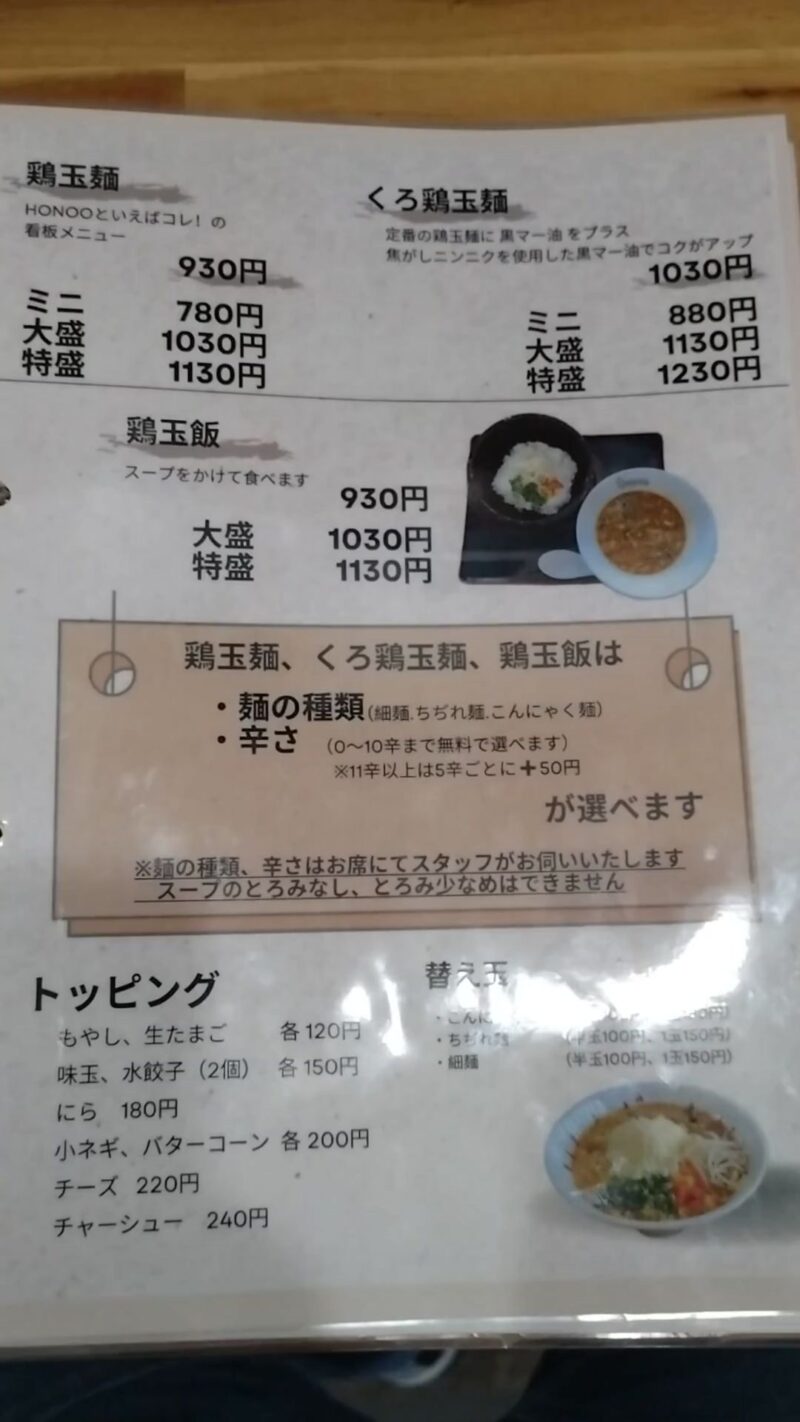 鶏玉麺
HONOOといえばコレ！の
看板メニュー
930円
ミニ 780円
大盛 1030円
特盛 1130円
くろ鶏玉麺
定番の鶏玉麺に 黒マー油 をプラス
焦がしニンニクを使用した黒マー油でコクがアップ
1030円
ミニ 880円
大盛 1130円
特盛 1230円
鶏玉飯
スープをかけて食べます
930円
大盛 1030円
特盛 1130円
鶏玉麺、くろ鶏玉麺、鶏玉飯は
・麺の種類(細麺.ちぢれ麺.こんにゃく麺)
・辛さ (0〜10辛まで無料で選べます)
※11辛以上は5辛ごとに＋50円
が選べます
※麺の種類、辛さはお席にてスタッフがお伺いいたします
スープのとろみなし、とろみ少なめはできません
トッピング
もやし、生たまご 各120円
味玉、水餃子（2個） 各150円
にら 180円
小ネギ、バターコーン 各200円
チーズ 220円
チャーシュー 240円
替え玉
・こんに
・ちぢれ麺 (半玉100円、1玉150円)
・細麺 (半玉100円、1玉150円)